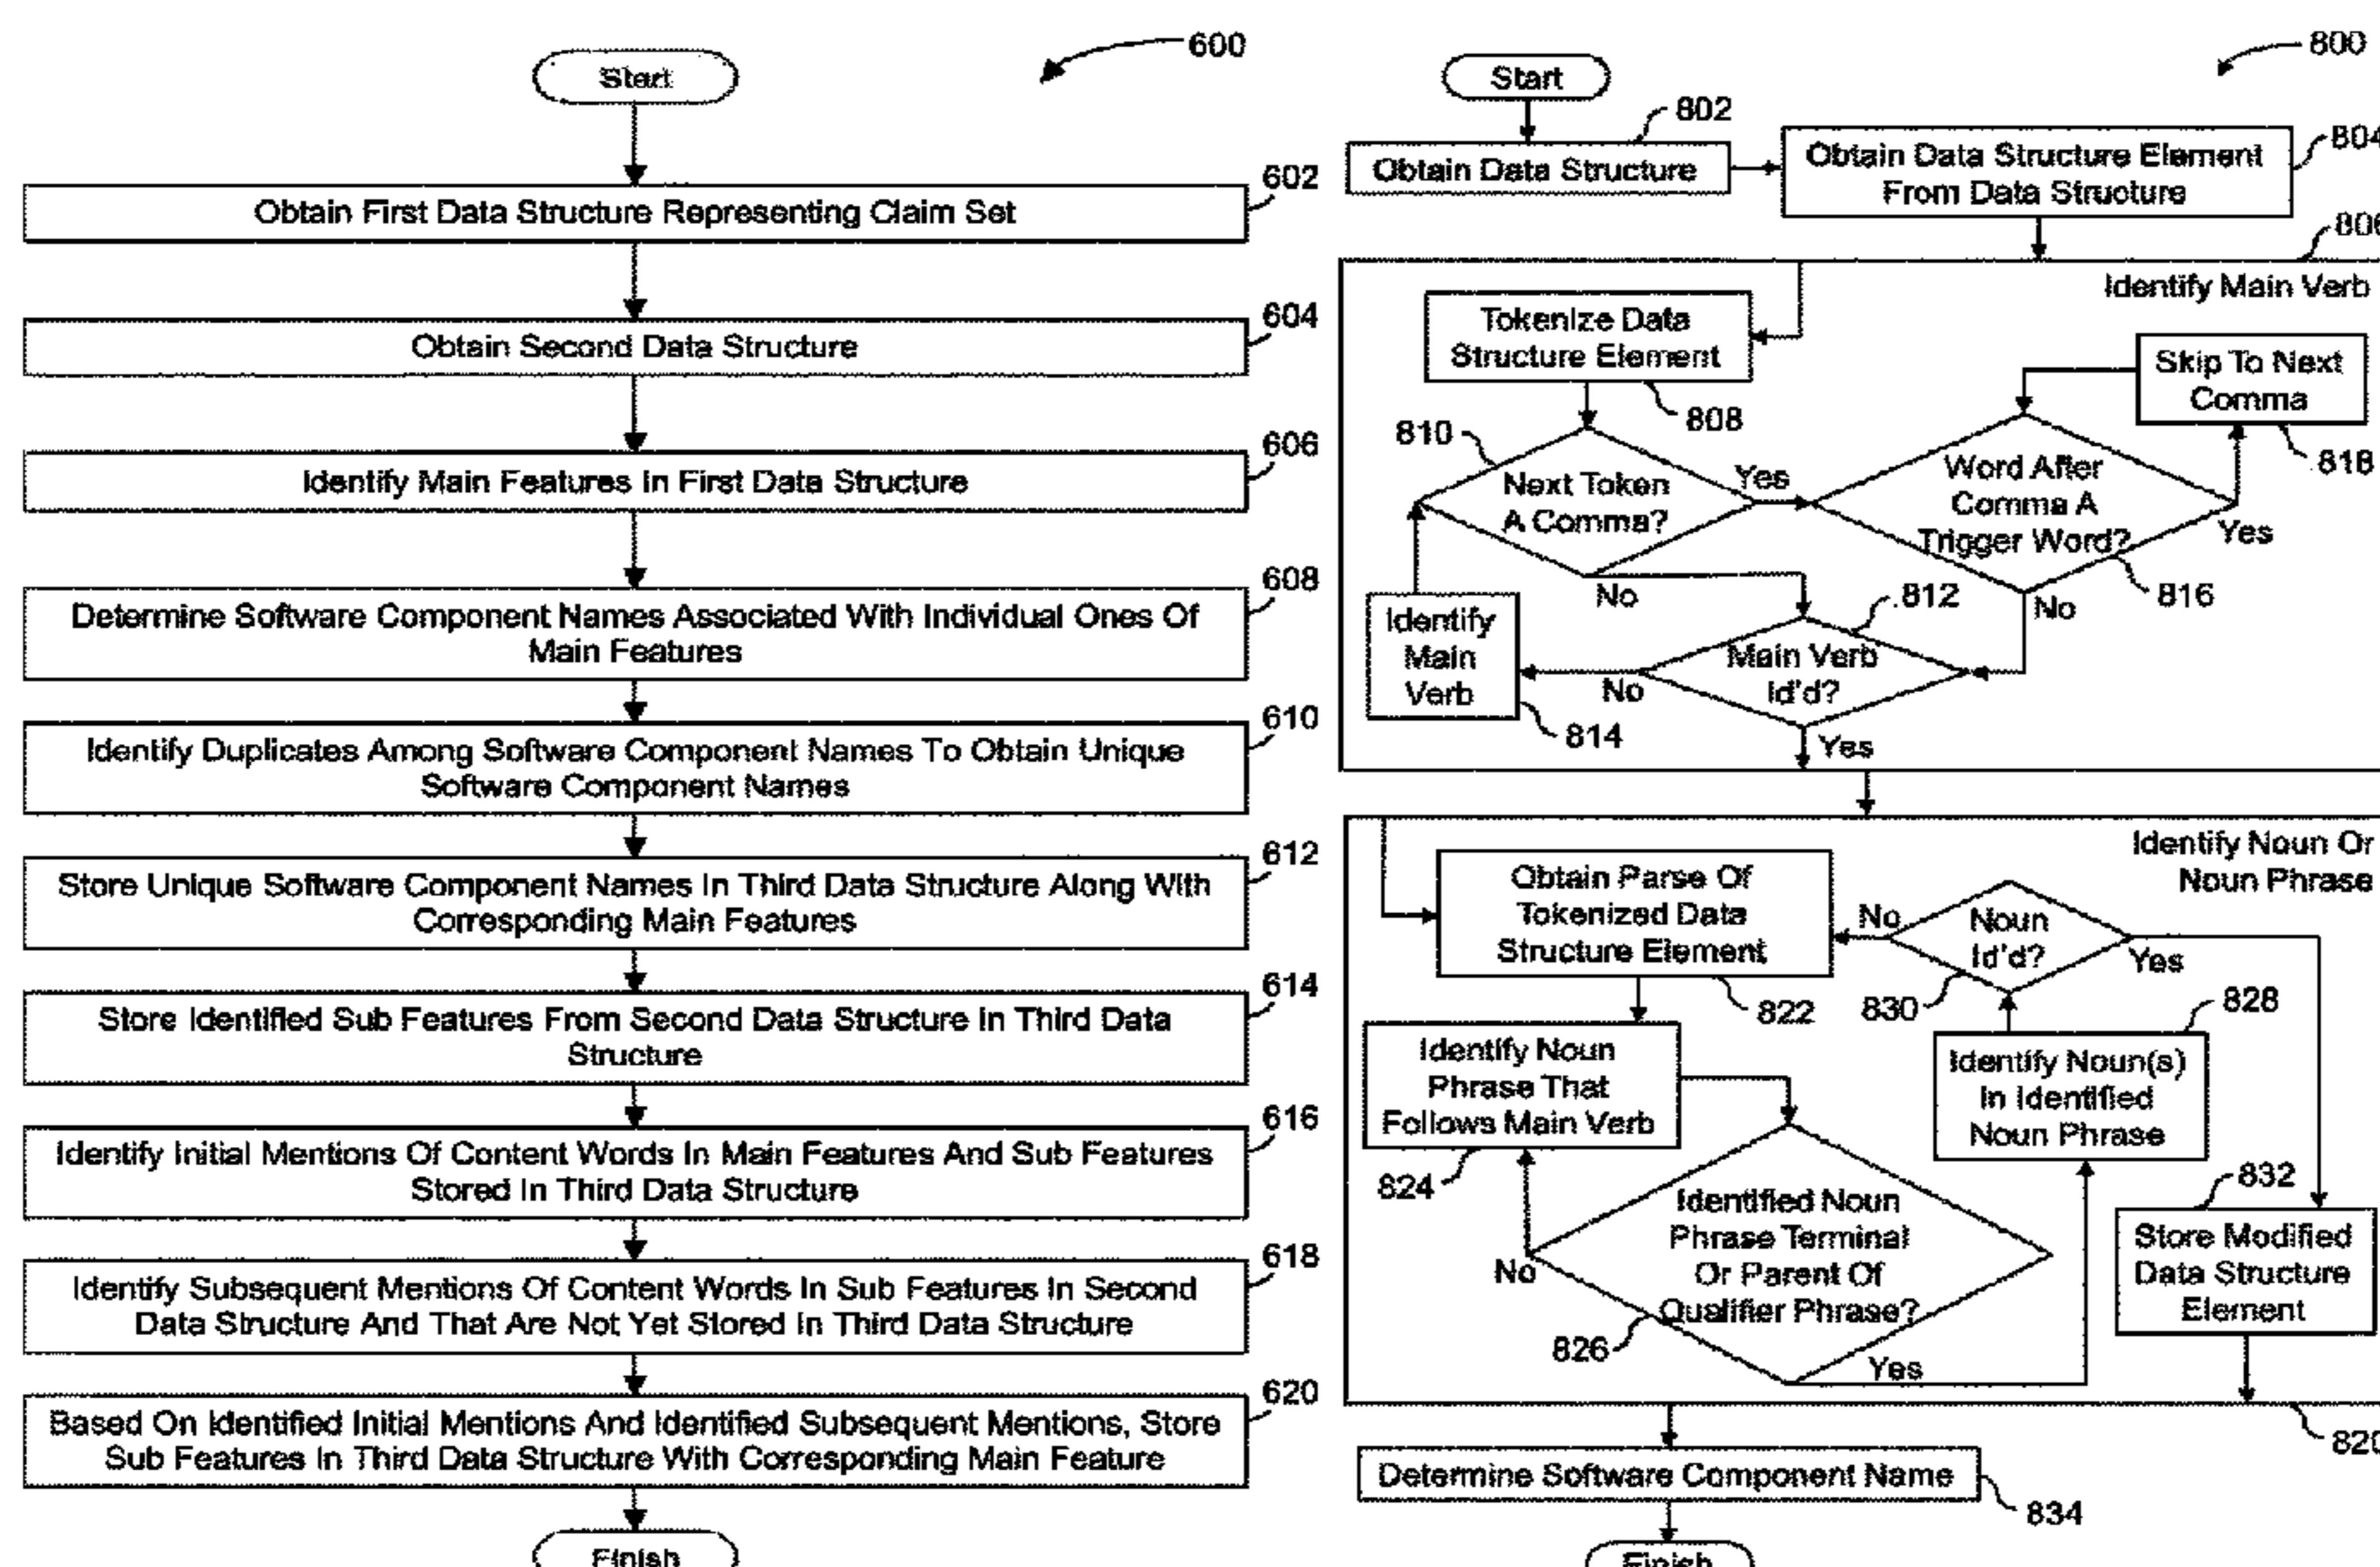 600
Start
602
Obtain First Data Structure Representing Claim Set
604
Obtain Second Data Structure
606
Identify Main Features In First Data Structure
608
Determine Software Component Names Associated With Individual Ones Of
Main Features
610
Identify Duplicates Among Software Component Names To Obtain Unique
Software Component Names
612
Store Unique Software Component Names In Third Data Structure Along With
Corresponding Main Features
614
Store Identified Sub Features From Second Data Structure In Third Data
Structure
616
Identify Initial Mentions Of Content Words In Main Features And Sub Features
Stored In Third Data Structure
618
Identify Subsequent Mentions Of Content Words In Sub Features In Second
Data Structure And That Are Not Yet Stored In Third Data Structure
620
Based On Identified Initial Mentions And Identified Subsequent Mentions, Store
Sub Features In Third Data Structure With Corresponding Main Feature
Finish
800
Start
802
Obtain Data Structure
804
Obtain Data Structure Element
From Data Structure
806
Identify Main Verb
Tokenize Data
Structure Element
808
Skip To Next
Comma
818
810
Next Token
A Comma?
Yes
No
Word After
Comma A
Trigger Word?
Yes
816
No
812
Main Verb
Id'd?
No
Yes
Identify
Main
Verb
814
Identify Noun Or
Noun Phrase
Obtain Parse Of
Tokenized Data
Structure Element
822
Noun
Id'd?
No
Yes
830
828
Identify Noun(s)
In Identified
Noun Phrase
Identify Noun
Phrase That
Follows Main Verb
824
Identified Noun
Phrase Terminal
Or Parent Of
Qualifier Phrase?
No
826
Yes
832
Store Modified
Data Structure
Element
820
Determine Software Component Name
834
Finish